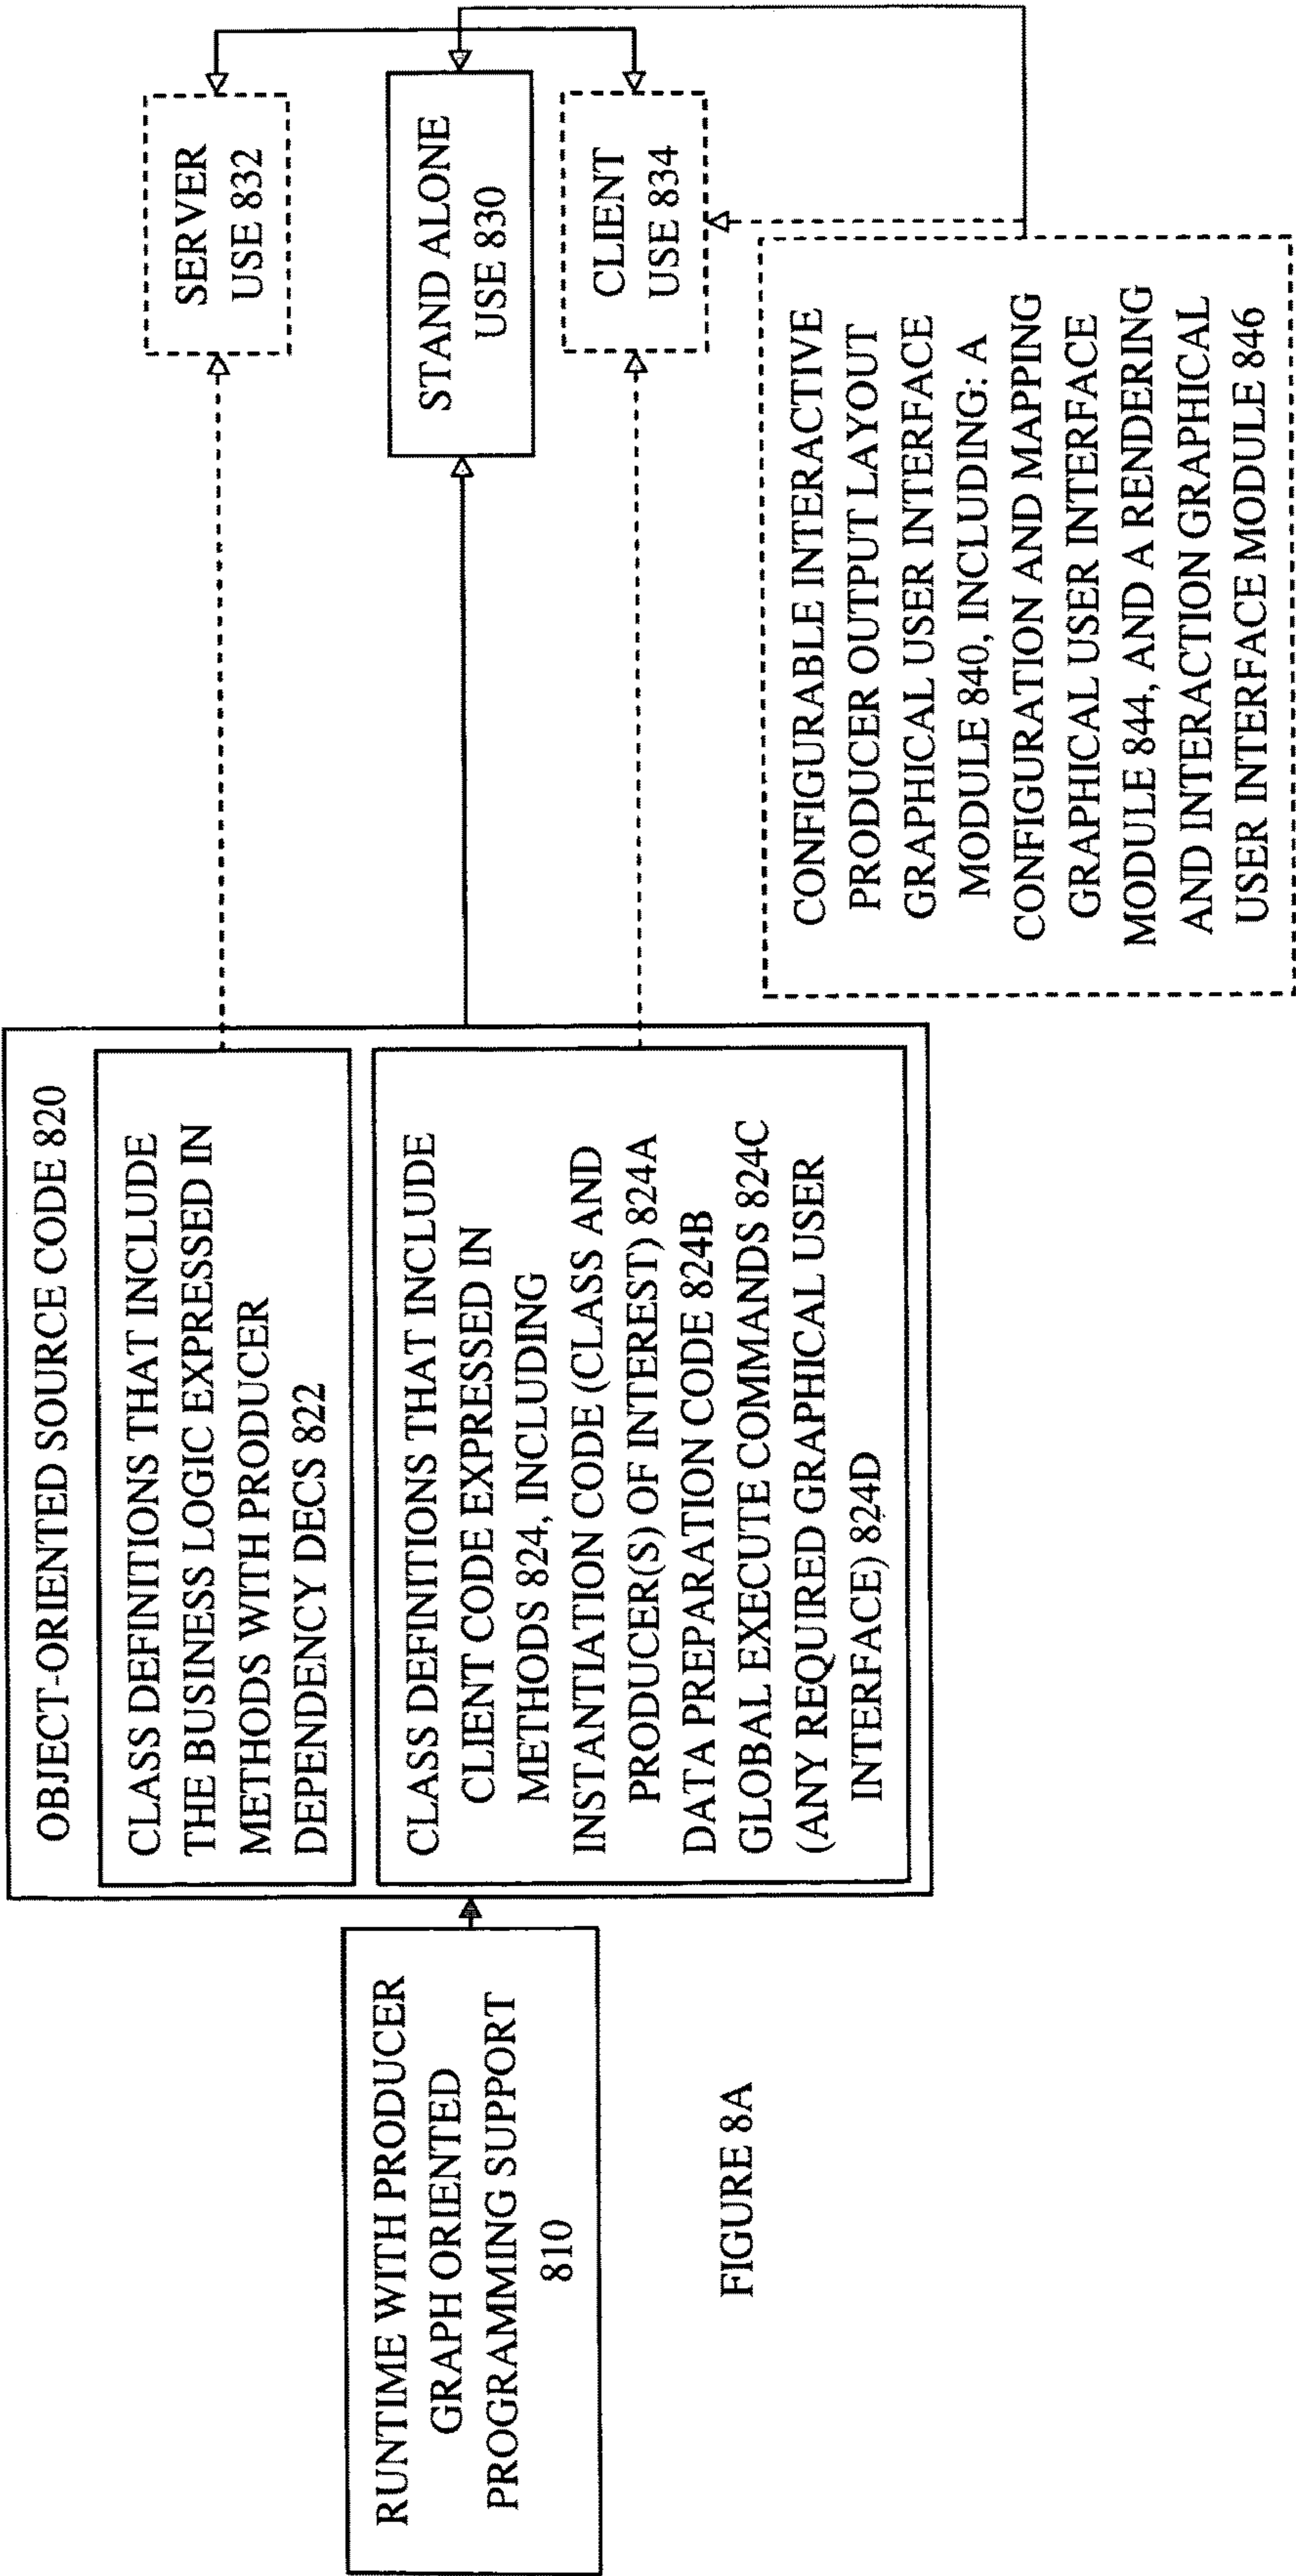 RUNTIME WITH PRODUCER
GRAPH ORIENTED
PROGRAMMING SUPPORT
810
OBJECT-ORIENTED SOURCE CODE 820
CLASS DEFINITIONS THAT INCLUDE
THE BUSINESS LOGIC EXPRESSED IN
METHODS WITH PRODUCER
DEPENDENCY DECS 822
CLASS DEFINITIONS THAT INCLUDE
CLIENT CODE EXPRESSED IN
METHODS 824, INCLUDING
INSTANTIATION CODE (CLASS AND
PRODUCER(S) OF INTEREST) 824A
DATA PREPARATION CODE 824B
GLOBAL EXECUTE COMMANDS 824C
(ANY REQUIRED GRAPHICAL USER
INTERFACE) 824D
SERVER
USE 832
STAND ALONE
USE 830
CLIENT
USE 834
CONFIGURABLE INTERACTIVE
PRODUCER OUTPUT LAYOUT
GRAPHICAL USER INTERFACE
MODULE 840, INCLUDING: A
CONFIGURATION AND MAPPING
GRAPHICAL USER INTERFACE
MODULE 844, AND A RENDERING
AND INTERACTION GRAPHICAL
USER INTERFACE MODULE 846
FIGURE 8A